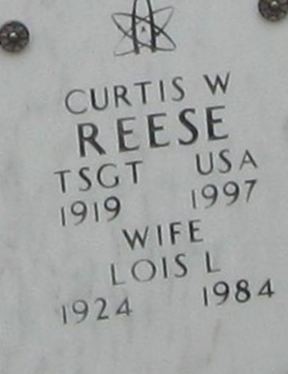 CURTIS W
REESE
TSGT USA
1919 1997
WIFE
LOIS L
1924 1984